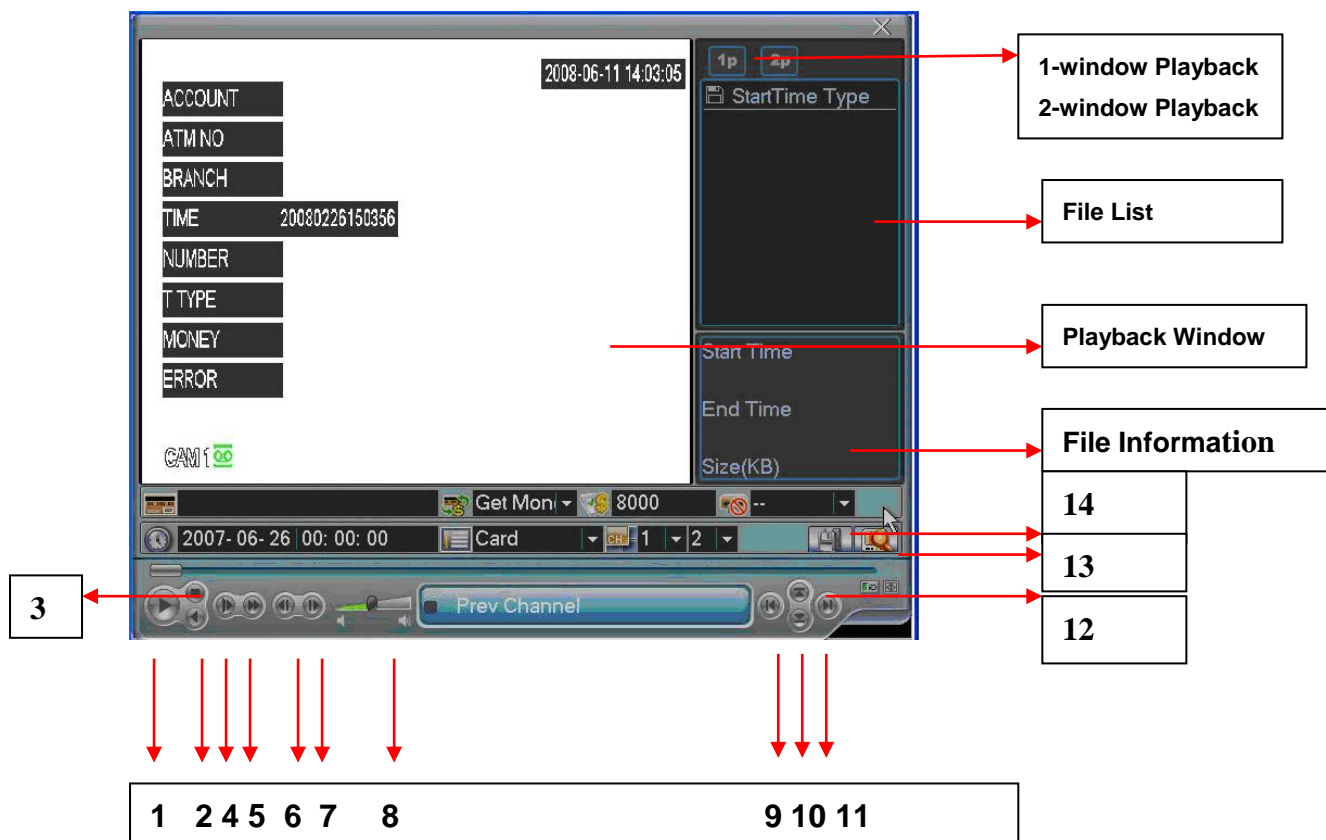 1p 2p
2008-06-11 14:03:05
StartTime Type
ACCOUNT
ATM NO
BRANCH
TIME 20080226150356
NUMBER
T TYPE
MONEY
ERROR
CAM 1
Start Time
End Time
Size(KB)
Get Mon 8000 --
2007- 06- 26 00: 00: 00 Card CH 1 2
Prev Channel
1-window Playback
2-window Playback
File List
Playback Window
File Information
14
13
12
3
1 2 4 5 6 7 8 9 10 11